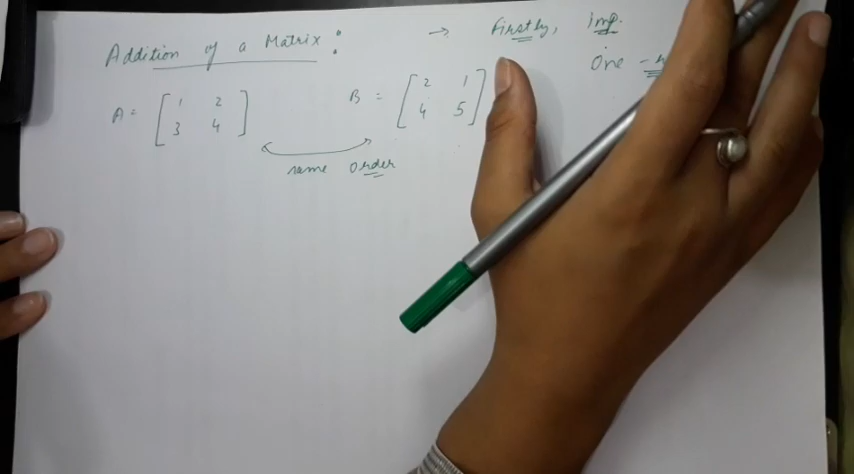 Addition of a Matrix :
→ Firstly, imp.
One -
A = [ 1 2
3 4 ]
B = [ 2 1
4 5 ]
same order